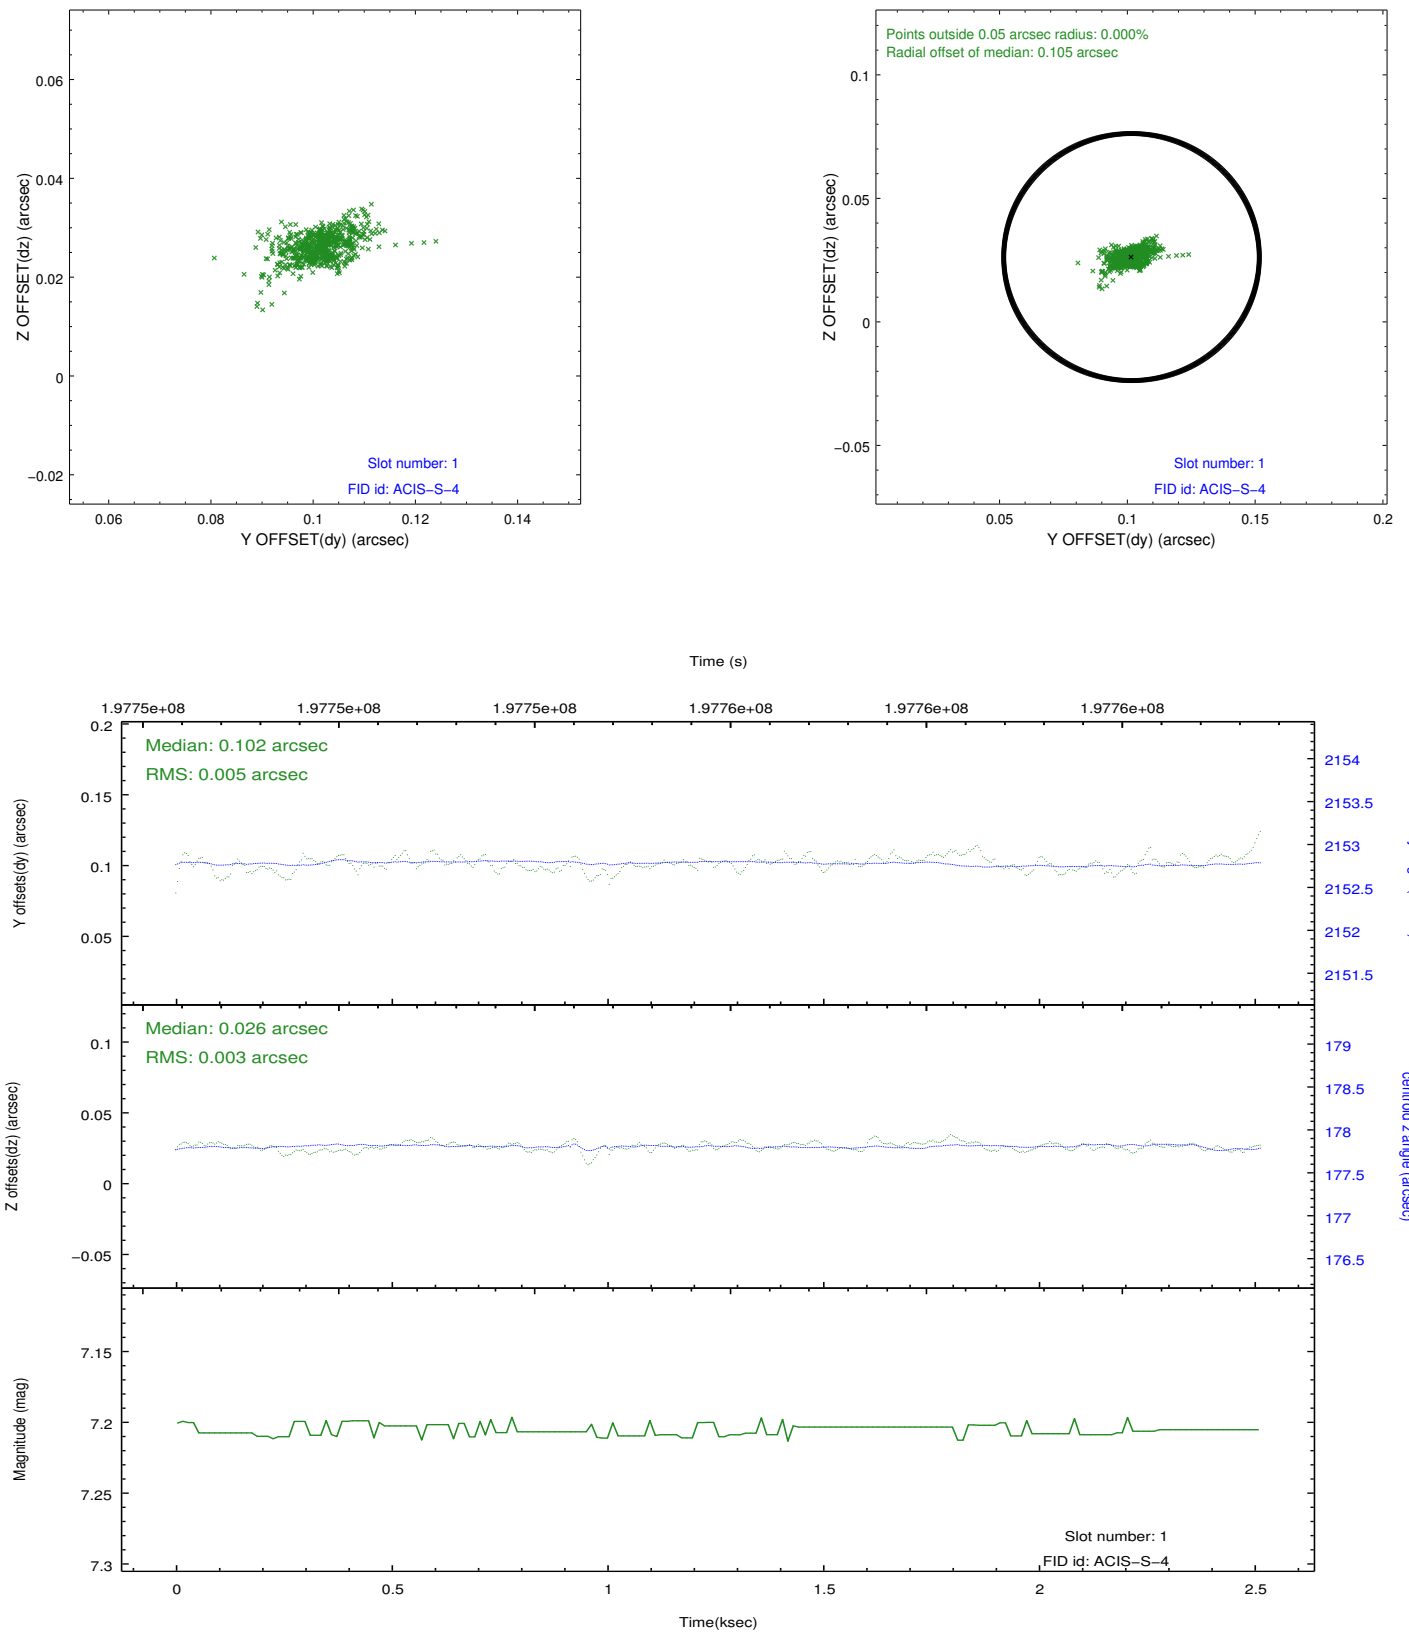 0.06
0.04
0.02
0
−0.02
Z OFFSET(dz) (arcsec)
Slot number: 1
FID id: ACIS−S−4
0.06 0.08 0.1 0.12 0.14
Y OFFSET(dy) (arcsec)
Points outside 0.05 arcsec radius: 0.000%
Radial offset of median: 0.105 arcsec
0.1
0.05
0
−0.05
Z OFFSET(dz) (arcsec)
Slot number: 1
FID id: ACIS−S−4
0.05 0.1 0.15 0.2
Y OFFSET(dy) (arcsec)
Time (s)
1.9775e+08 1.9775e+08 1.9775e+08 1.9776e+08 1.9776e+08 1.9776e+08
Median: 0.102 arcsec
RMS: 0.005 arcsec
0.2
0.15
0.1
0.05
Y offsets(dy) (arcsec)
2154
2153.5
2153
2152.5
2152
2151.5
Median: 0.026 arcsec
RMS: 0.003 arcsec
0.1
0.05
0
−0.05
Z offsets(dz) (arcsec)
179
178.5
178
177.5
177
176.5
centroid z angle (arcsec)
7.15
7.2
7.25
7.3
Magnitude (mag)
Slot number: 1
FID id: ACIS−S−4
0 0.5 1 1.5 2 2.5
Time(ksec)